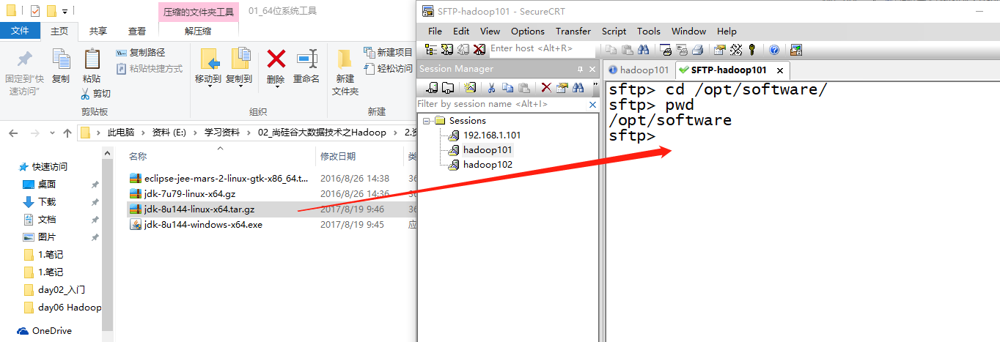 压缩的文件夹工具
01_64位系统工具
文件
主页
共享
查看
解压缩
固定到“快
速访问”
复制
粘贴
复制路径
粘贴快捷方式
剪切
移动到
复制到
删除
重命名
新建
文件夹
新建项目
轻松访问
剪贴板
组织
新建
此电脑
资料 (E:)
学习资料
02_尚硅谷大数据技术之Hadoop
名称
修改日期
快速访问
桌面
下载
文档
图片
1.笔记
1.笔记
day02_入门
day06 Hadoop
OneDrive
eclipse-jee-mars-2-linux-gtk-x86_64.t... 2016/8/26 14:38
jdk-7u79-linux-x64.gz 2016/8/26 14:36
jdk-8u144-linux-x64.tar.gz 2017/8/19 9:46
jdk-8u144-windows-x64.exe 2017/8/19 9:45
SFTP-hadoop101 - SecureCRT
File Edit View Options Transfer Script Tools Window Help
Enter host <Alt+R>
Session Manager
Filter by session name <Alt+I>
Sessions
192.168.1.101
hadoop101
hadoop102
hadoop101
SFTP-hadoop101
sftp> cd /opt/software/
sftp> pwd
/opt/software
sftp>